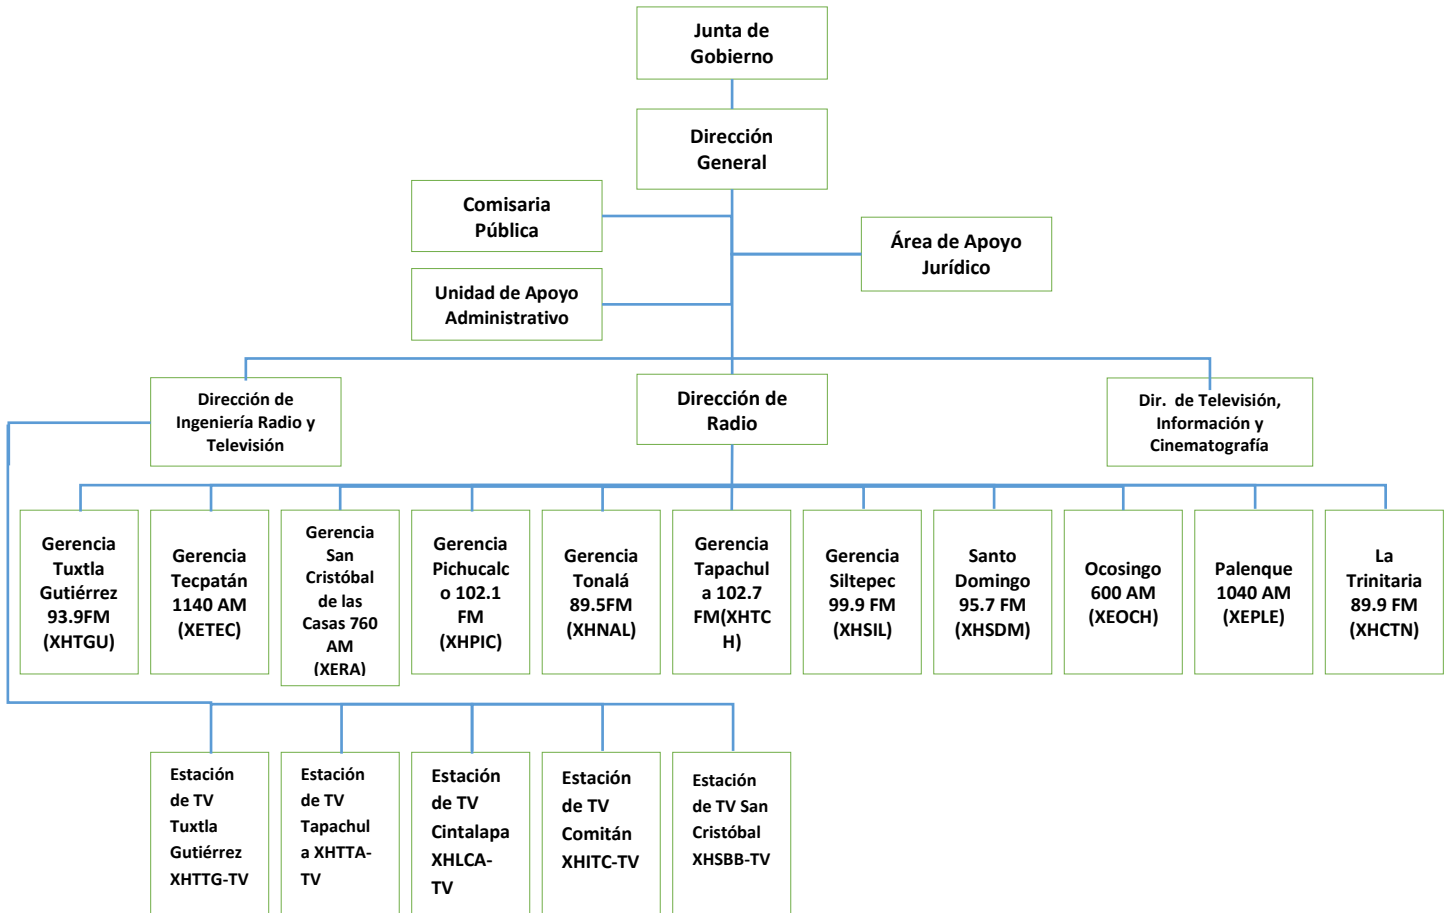 Junta de
Gobierno
Dirección
General
Comisaria
Pública
Área de Apoyo
Jurídico
Unidad de Apoyo
Administrativo
Dirección de
Ingeniería Radio y
Televisión
Dirección de
Radio
Dir. de Televisión,
Información y
Cinematografía
Gerencia
Tuxtla
Gutiérrez
93.9FM
(XHTGU)
Gerencia
Tecpatán
1140 AM
(XETEC)
Gerencia
San
Cristóbal
de las
Casas 760
AM
(XERA)
Gerencia
Pichucalc
o 102.1
FM
(XHPIC)
Gerencia
Tonalá
89.5FM
(XHNAL)
Gerencia
Tapachul
a 102.7
FM(XHTC
H)
Gerencia
Siltepec
99.9 FM
(XHSIL)
Santo
Domingo
95.7 FM
(XHSDM)
Ocosingo
600 AM
(XEOCH)
Palenque
1040 AM
(XEPLE)
La
Trinitaria
89.9 FM
(XHCTN)
Estación
de TV
Tuxtla
Gutiérrez
XHTTG-TV
Estación
de TV
Tapachul
a XHTTA-
TV
Estación
de TV
Cintalapa
XHLCA-
TV
Estación
de TV
Comitán
XHITC-TV
Estación
de TV San
Cristóbal
XHSBB-TV